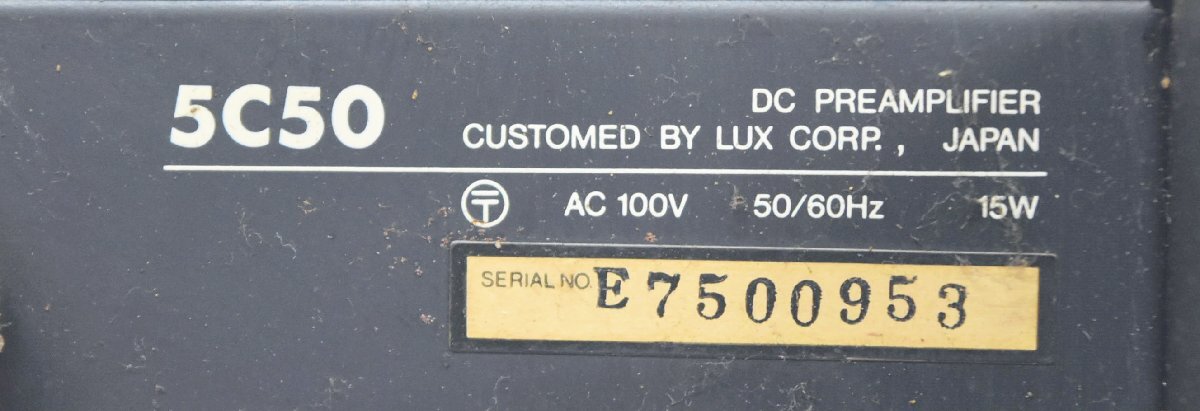 5C50
DC PREAMPLIFIER
CUSTOMED BY LUX CORP., JAPAN
〒 AC 100V 50/60Hz 15W
SERIAL NO. E7500953